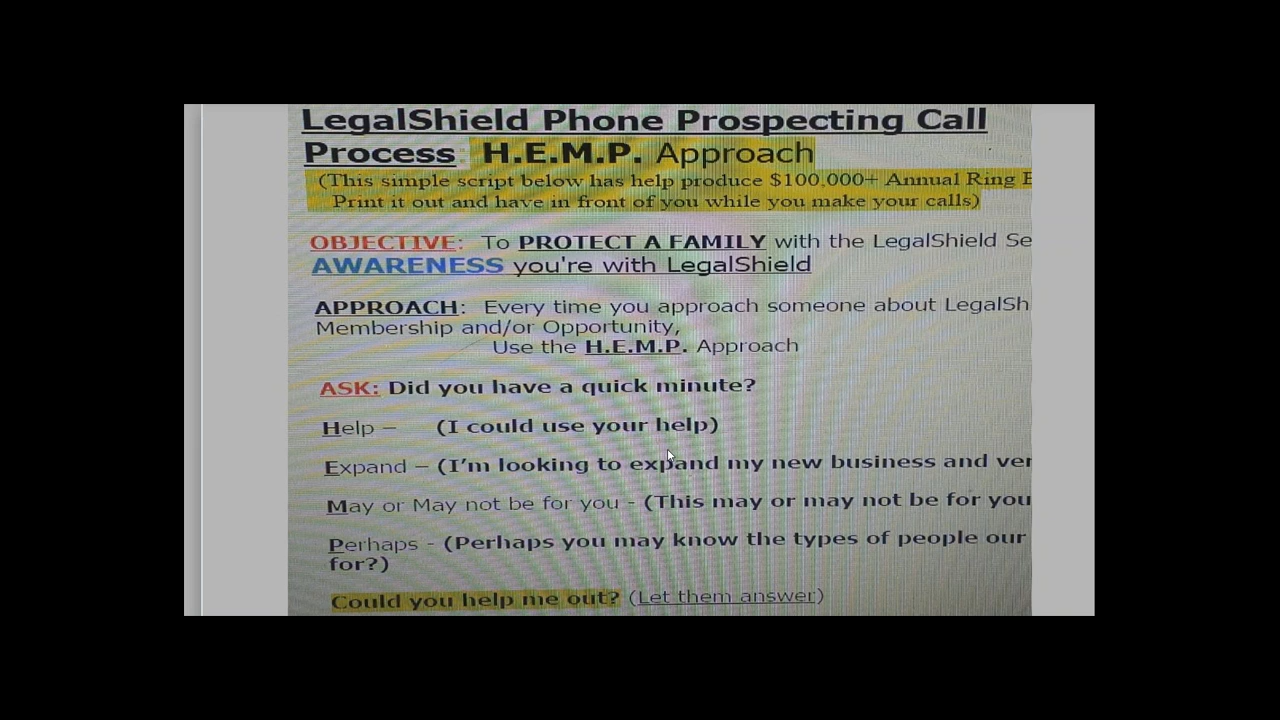 LegalShield Phone Prospecting Call
Process: H.E.M.P. Approach
(This simple script below has help produce $100,000+ Annual Ring E
Print it out and have in front of you while you make your calls)
OBJECTIVE: To PROTECT A FAMILY with the LegalShield Se
AWARENESS you're with LegalShield
APPROACH: Every time you approach someone about LegalSh
Membership and/or Opportunity,
Use the H.E.M.P. Approach
ASK: Did you have a quick minute?
Help – (I could use your help)
Expand – (I’m looking to expand my new business and ver
May or May not be for you - (This may or may not be for you
Perhaps - (Perhaps you may know the types of people our
for?)
Could you help me out? (Let them answer)